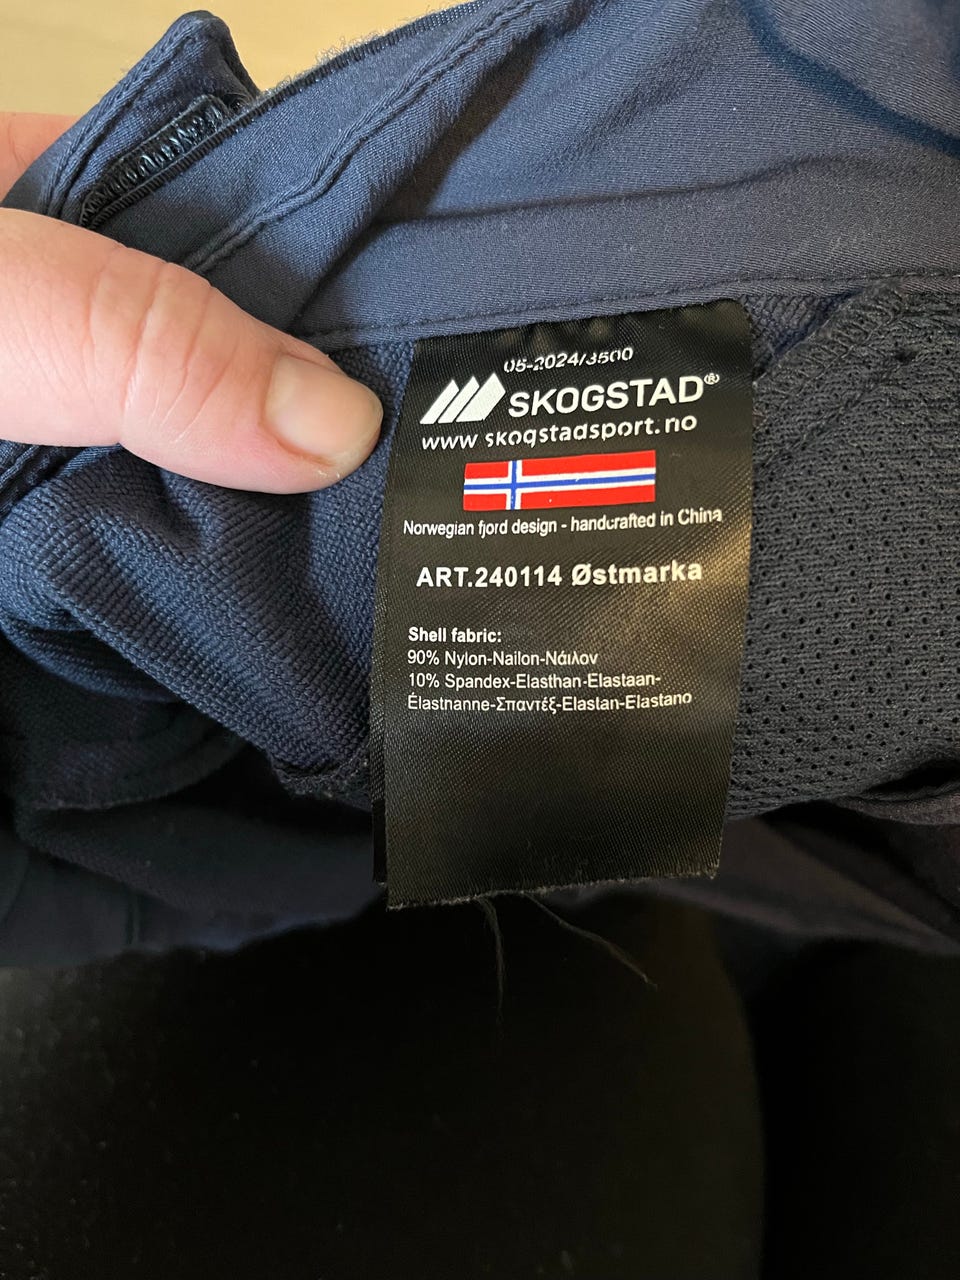 05-2024/3500
SKOGSTAD®
www.skogstadsport.no
Norwegian fjord design - handcrafted in China
ART.240114 Østmarka
Shell fabric:
90% Nylon-Nailon-Νάιλον
10% Spandex-Elasthan-Elastaan-
Élastnanne-Σπαντέξ-Elastan-Elastano